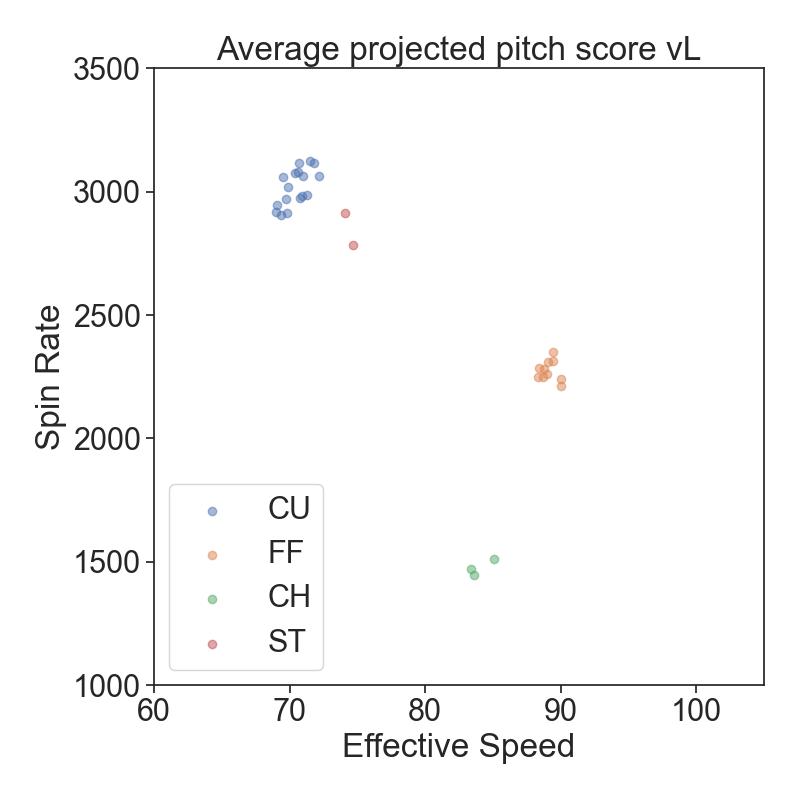 Average projected pitch score vL
3500
3000
2500
2000
1500
1000
Spin Rate
CU
FF
CH
ST
60 70 80 90 100
Effective Speed